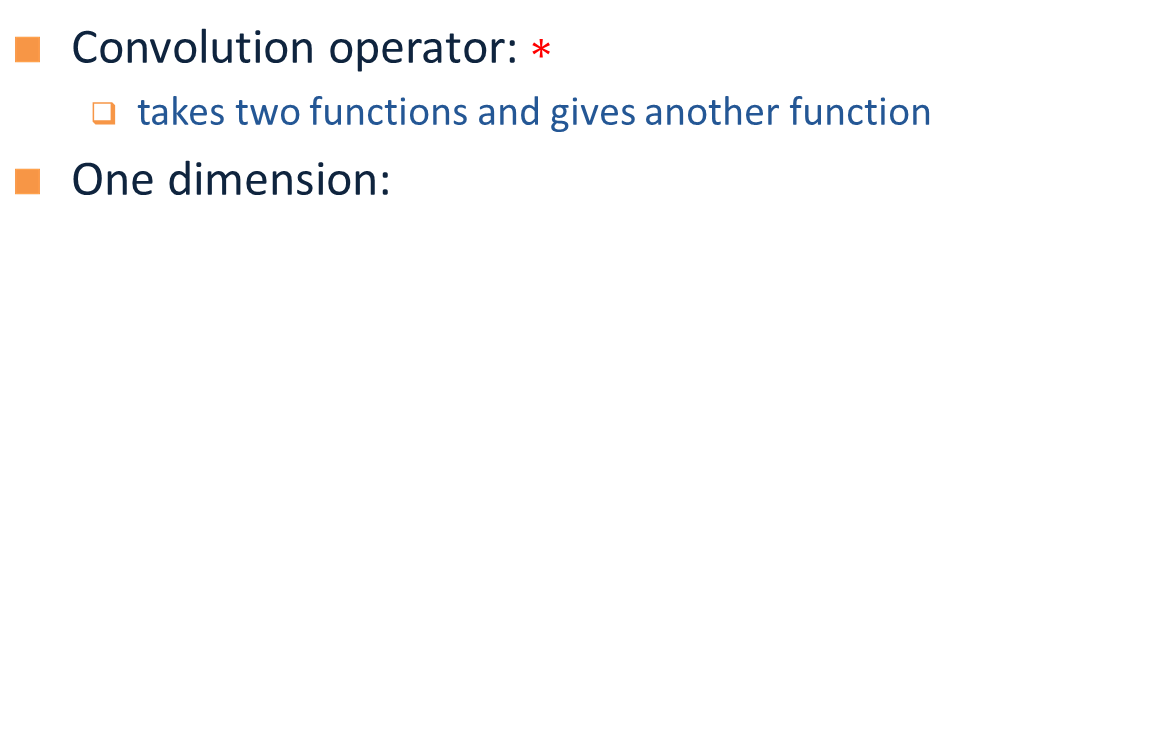 Convolution operator: *
takes two functions and gives another function
One dimension: